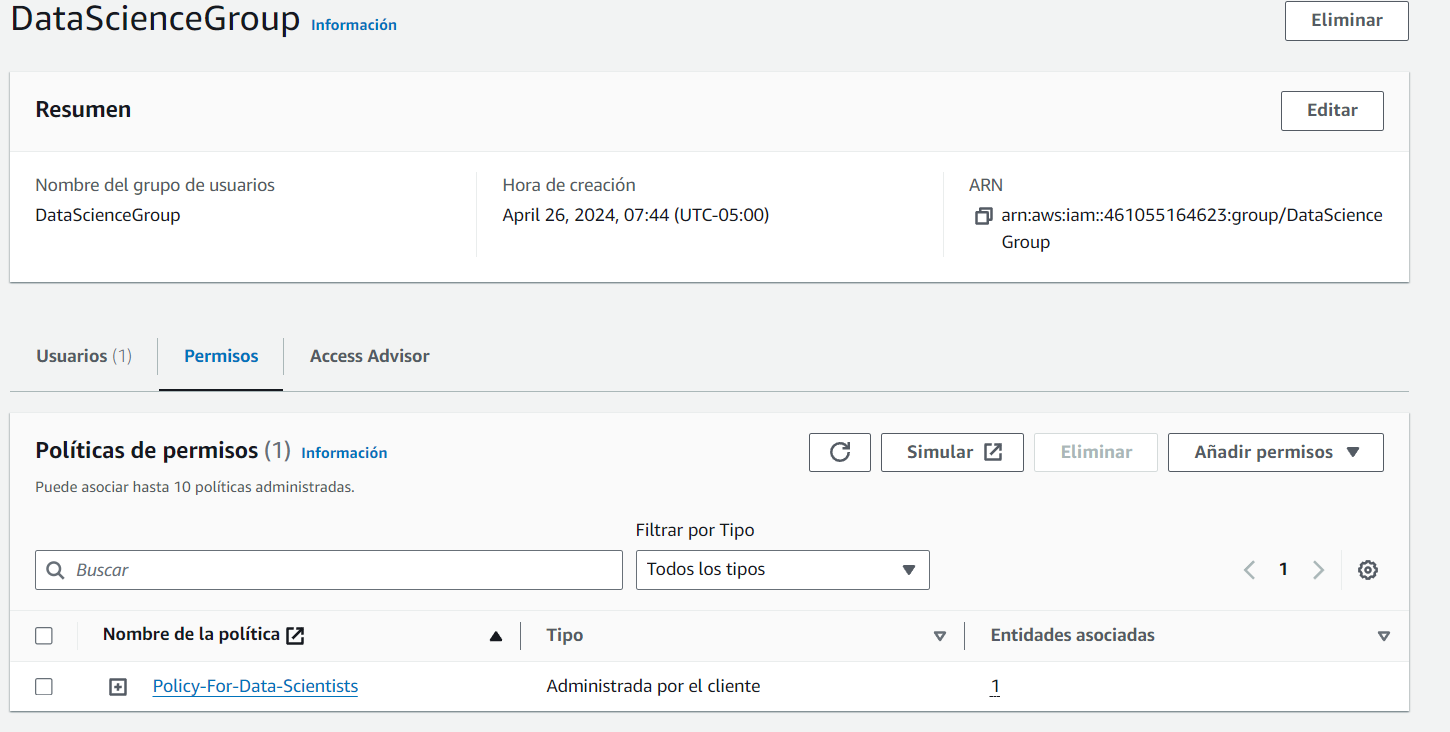 DataScienceGroup Información
Eliminar
Resumen
Editar
Nombre del grupo de usuarios
DataScienceGroup
Hora de creación
April 26, 2024, 07:44 (UTC-05:00)
ARN
arn:aws:iam::461055164623:group/DataScience
Group
Usuarios (1)
Permisos
Access Advisor
Políticas de permisos (1) Información
Puede asociar hasta 10 políticas administradas.
Simular
Eliminar
Añadir permisos
Filtrar por Tipo
Buscar
Todos los tipos
1
Nombre de la política
Tipo
Entidades asociadas
Policy-For-Data-Scientists
Administrada por el cliente
1